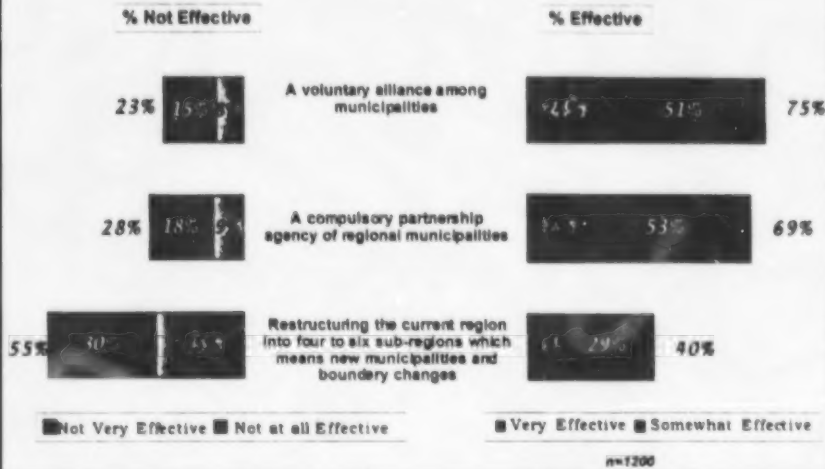 % Not Effective
% Effective
23%
15%
A voluntary alliance among
municipalities
51%
75%
28%
18%
A compulsory partnership
agency of regional municipalities
53%
69%
55%
30%
Restructuring the current region
into four to six sub-regions which
means new municipalities and
boundery changes
29%
40%
Not Very Effective Not at all Effective
Very Effective Somewhat Effective
n=1200